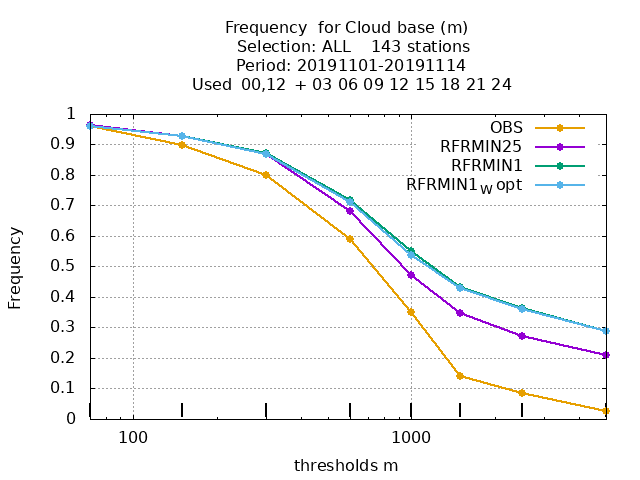 Frequency  for Cloud base (m)
Selection: ALL    143 stations
Period: 20191101-20191114
Used  00,12  + 03 06 09 12 15 18 21 24
1
0.9
0.8
0.7
0.6
0.5
0.4
0.3
0.2
0.1
0
Frequency
OBS
RFRMIN25
RFRMIN1
RFRMIN1w opt
100
1000
thresholds m